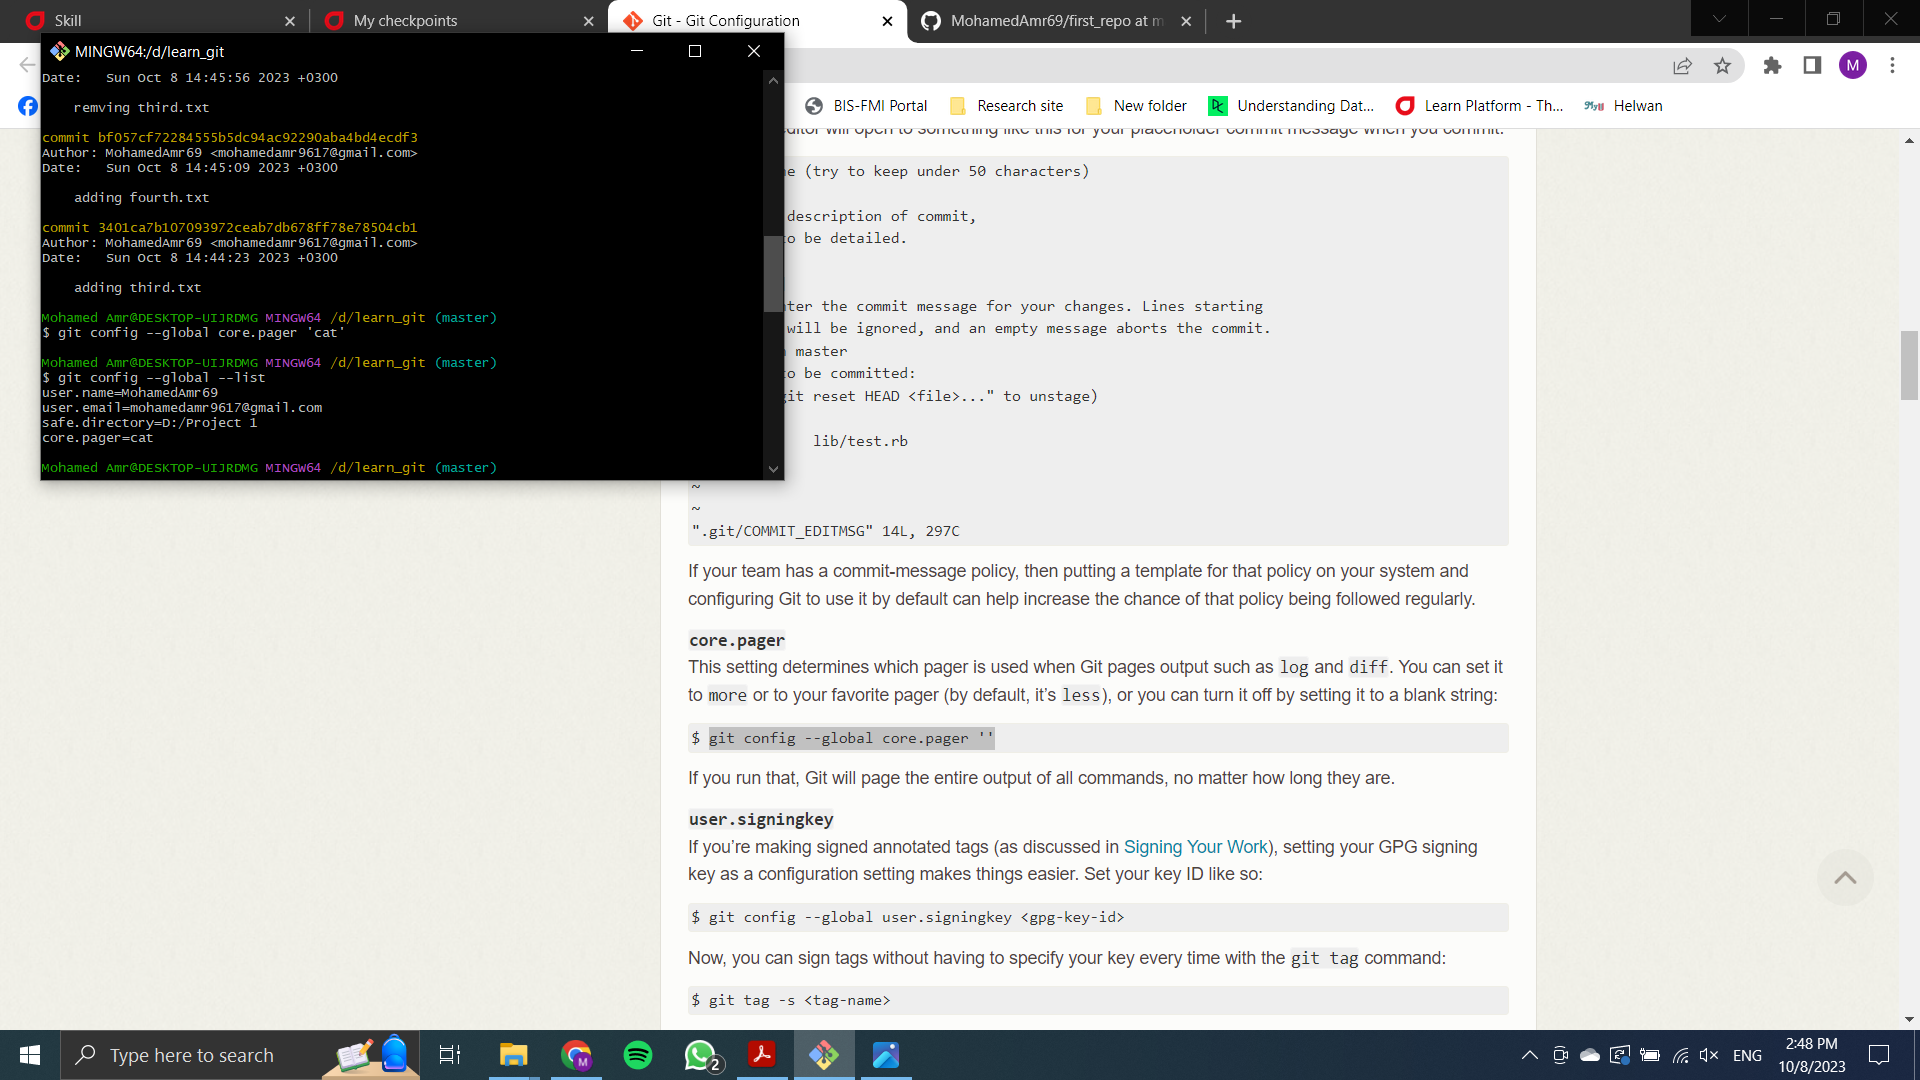 Skill
My checkpoints
Git - Git Configuration
MohamedAmr69/first_repo at m
MINGW64:/d/learn_git
M
BIS-FMI Portal
Research site
New folder
Understanding Dat...
Learn Platform - Th...
Helwan
Date:   Sun Oct 8 14:45:56 2023 +0300
remving third.txt
commit bf057cf72284555b5dc94ac92290aba4bd4ecdf3
Author: MohamedAmr69 <mohamedamr9617@gmail.com>
Date:   Sun Oct 8 14:45:09 2023 +0300
adding fourth.txt
commit 3401ca7b107093972ceab7db678ff78e78504cb1
Author: MohamedAmr69 <mohamedamr9617@gmail.com>
Date:   Sun Oct 8 14:44:23 2023 +0300
adding third.txt
Mohamed Amr@DESKTOP-UIJRDMG MINGW64 /d/learn_git (master)
$ git config --global core.pager 'cat'
Mohamed Amr@DESKTOP-UIJRDMG MINGW64 /d/learn_git (master)
$ git config --global --list
user.name=MohamedAmr69
user.email=mohamedamr9617@gmail.com
safe.directory=D:/Project 1
core.pager=cat
Mohamed Amr@DESKTOP-UIJRDMG MINGW64 /d/learn_git (master)
will open to something like this for your placeholder commit message when you commit:
(try to keep under 50 characters)
description of commit,
to be detailed.
the commit message for your changes. Lines starting
will be ignored, and an empty message aborts the commit.
master
to be committed:
git reset HEAD <file>..." to unstage)
lib/test.rb
~
~
".git/COMMIT_EDITMSG" 14L, 297C
If your team has a commit-message policy, then putting a template for that policy on your system and
configuring Git to use it by default can help increase the chance of that policy being followed regularly.
core.pager
This setting determines which pager is used when Git pages output such as log and diff. You can set it
to more or to your favorite pager (by default, it's less), or you can turn it off by setting it to a blank string:
$ git config --global core.pager ''
If you run that, Git will page the entire output of all commands, no matter how long they are.
user.signingkey
If you're making signed annotated tags (as discussed in Signing Your Work), setting your GPG signing
key as a configuration setting makes things easier. Set your key ID like so:
$ git config --global user.signingkey <gpg-key-id>
Now, you can sign tags without having to specify your key every time with the git tag command:
$ git tag -s <tag-name>
Type here to search
M
2
ENG
2:48 PM
10/8/2023